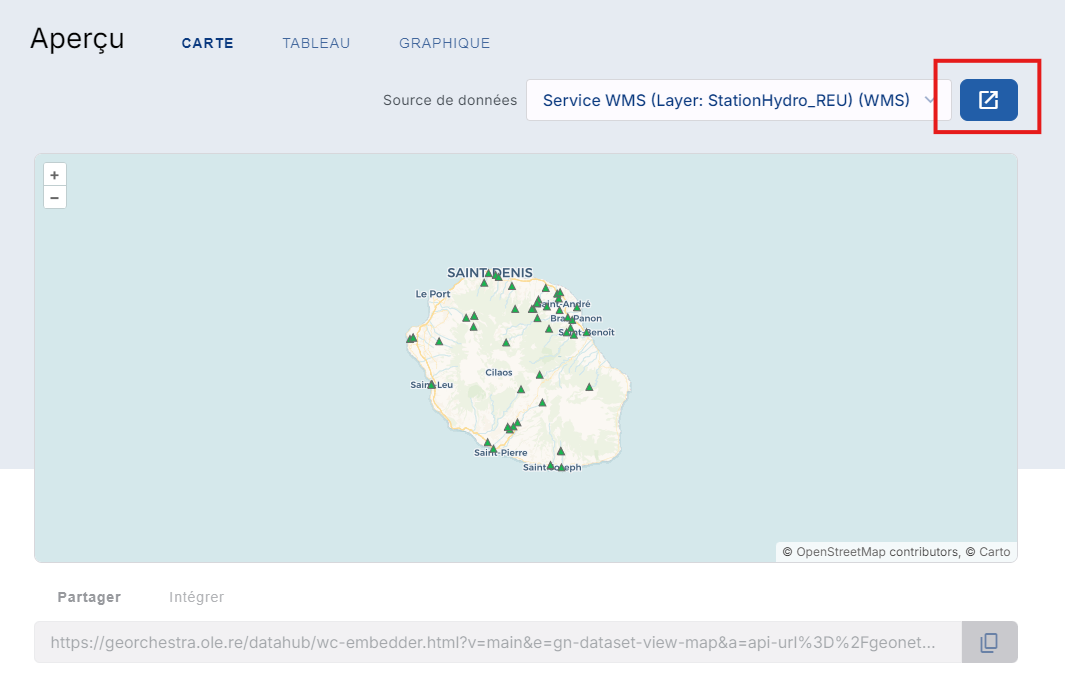 Aperçu
CARTE
TABLEAU
GRAPHIQUE
Source de données
Service WMS (Layer: StationHydro_REU) (WMS)
+
−
SAINT-DENIS
Le Port
Saint-André
Bras-Panon
Saint-Benoît
Cilaos
Saint-Leu
Saint-Pierre
Saint-Joseph
© OpenStreetMap contributors, © Carto
Partager
Intégrer
https://georchestra.ole.re/datahub/wc-embedder.html?v=main&e=gn-dataset-view-map&a=api-url%3D%2Fgeonet...